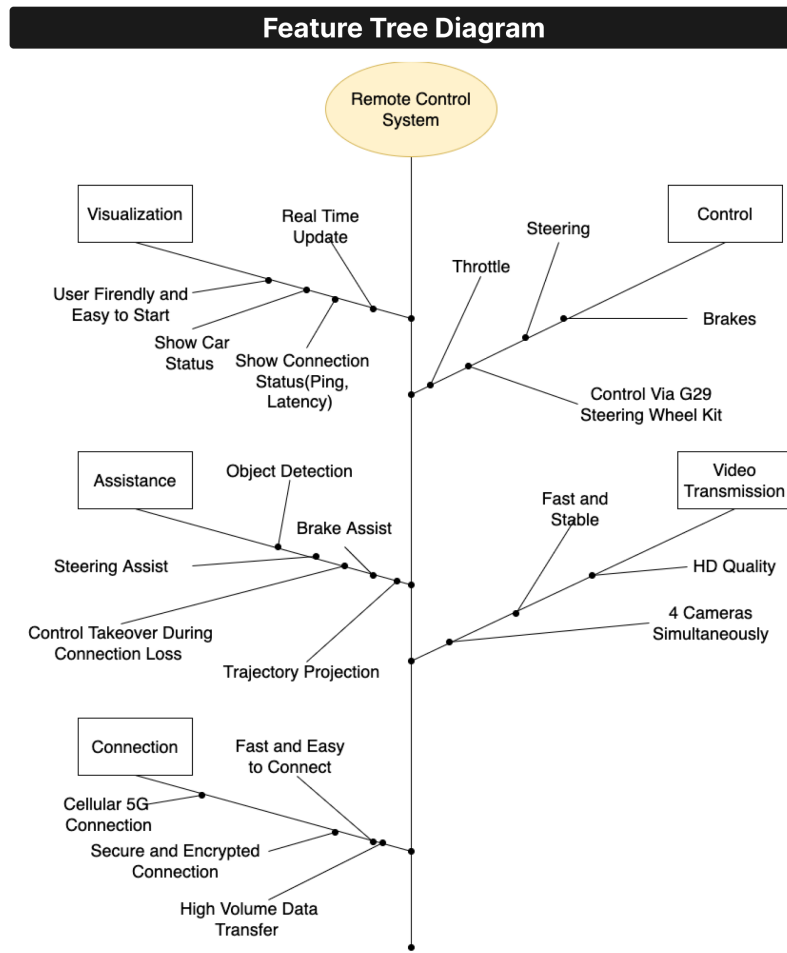 Feature Tree Diagram
Remote Control
System
Visualization
Real Time
Update
User Firendly and
Easy to Start
Show Car
Status
Show Connection
Status(Ping,
Latency)
Control
Steering
Throttle
Brakes
Control Via G29
Steering Wheel Kit
Assistance
Object Detection
Brake Assist
Steering Assist
Control Takeover During
Connection Loss
Trajectory Projection
Video
Transmission
Fast and
Stable
HD Quality
4 Cameras
Simultaneously
Connection
Fast and Easy
to Connect
Cellular 5G
Connection
Secure and Encrypted
Connection
High Volume Data
Transfer